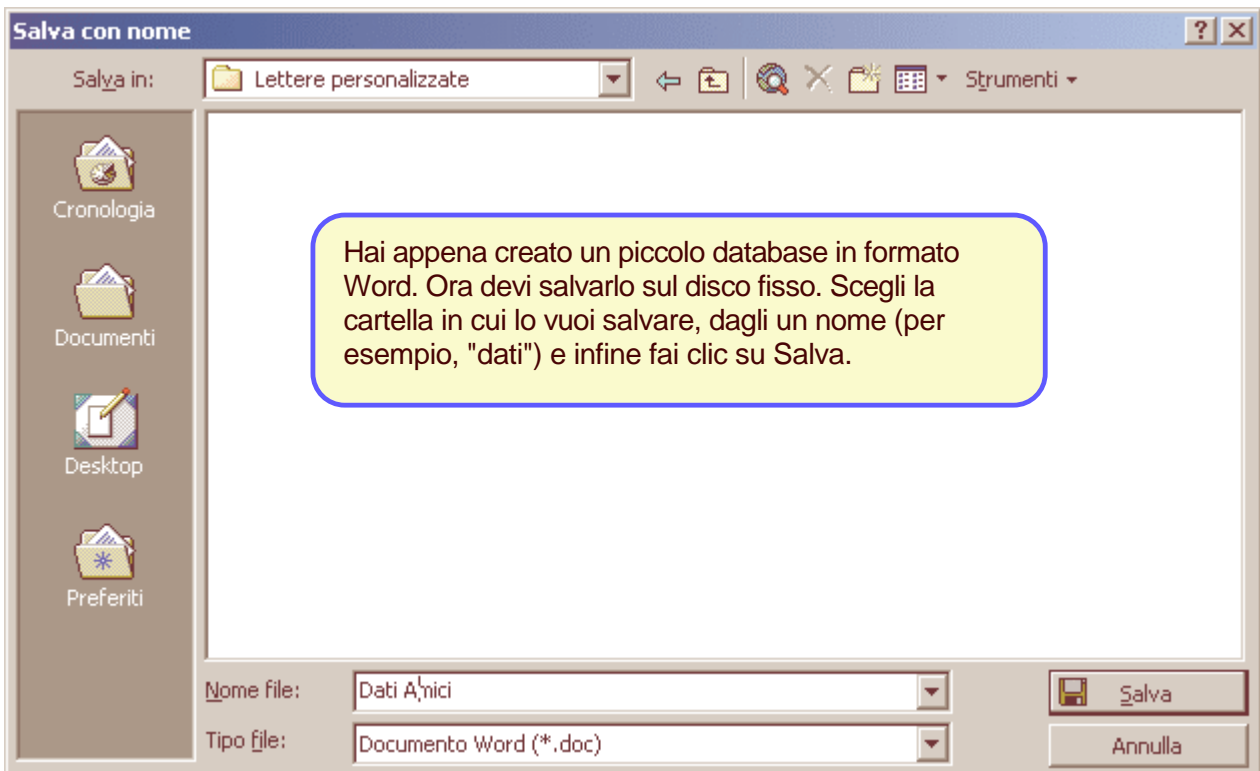 Salva con nome
Salva in:
Lettere personalizzate
Strumenti
Cronologia
Hai appena creato un piccolo database in formato
Word. Ora devi salvarlo sul disco fisso. Scegli la
cartella in cui lo vuoi salvare, dagli un nome (per
esempio, "dati") e infine fai clic su Salva.
Documenti
Desktop
Preferiti
Nome file:
Dati Amici
Salva
Tipo file:
Documento Word (*.doc)
Annulla